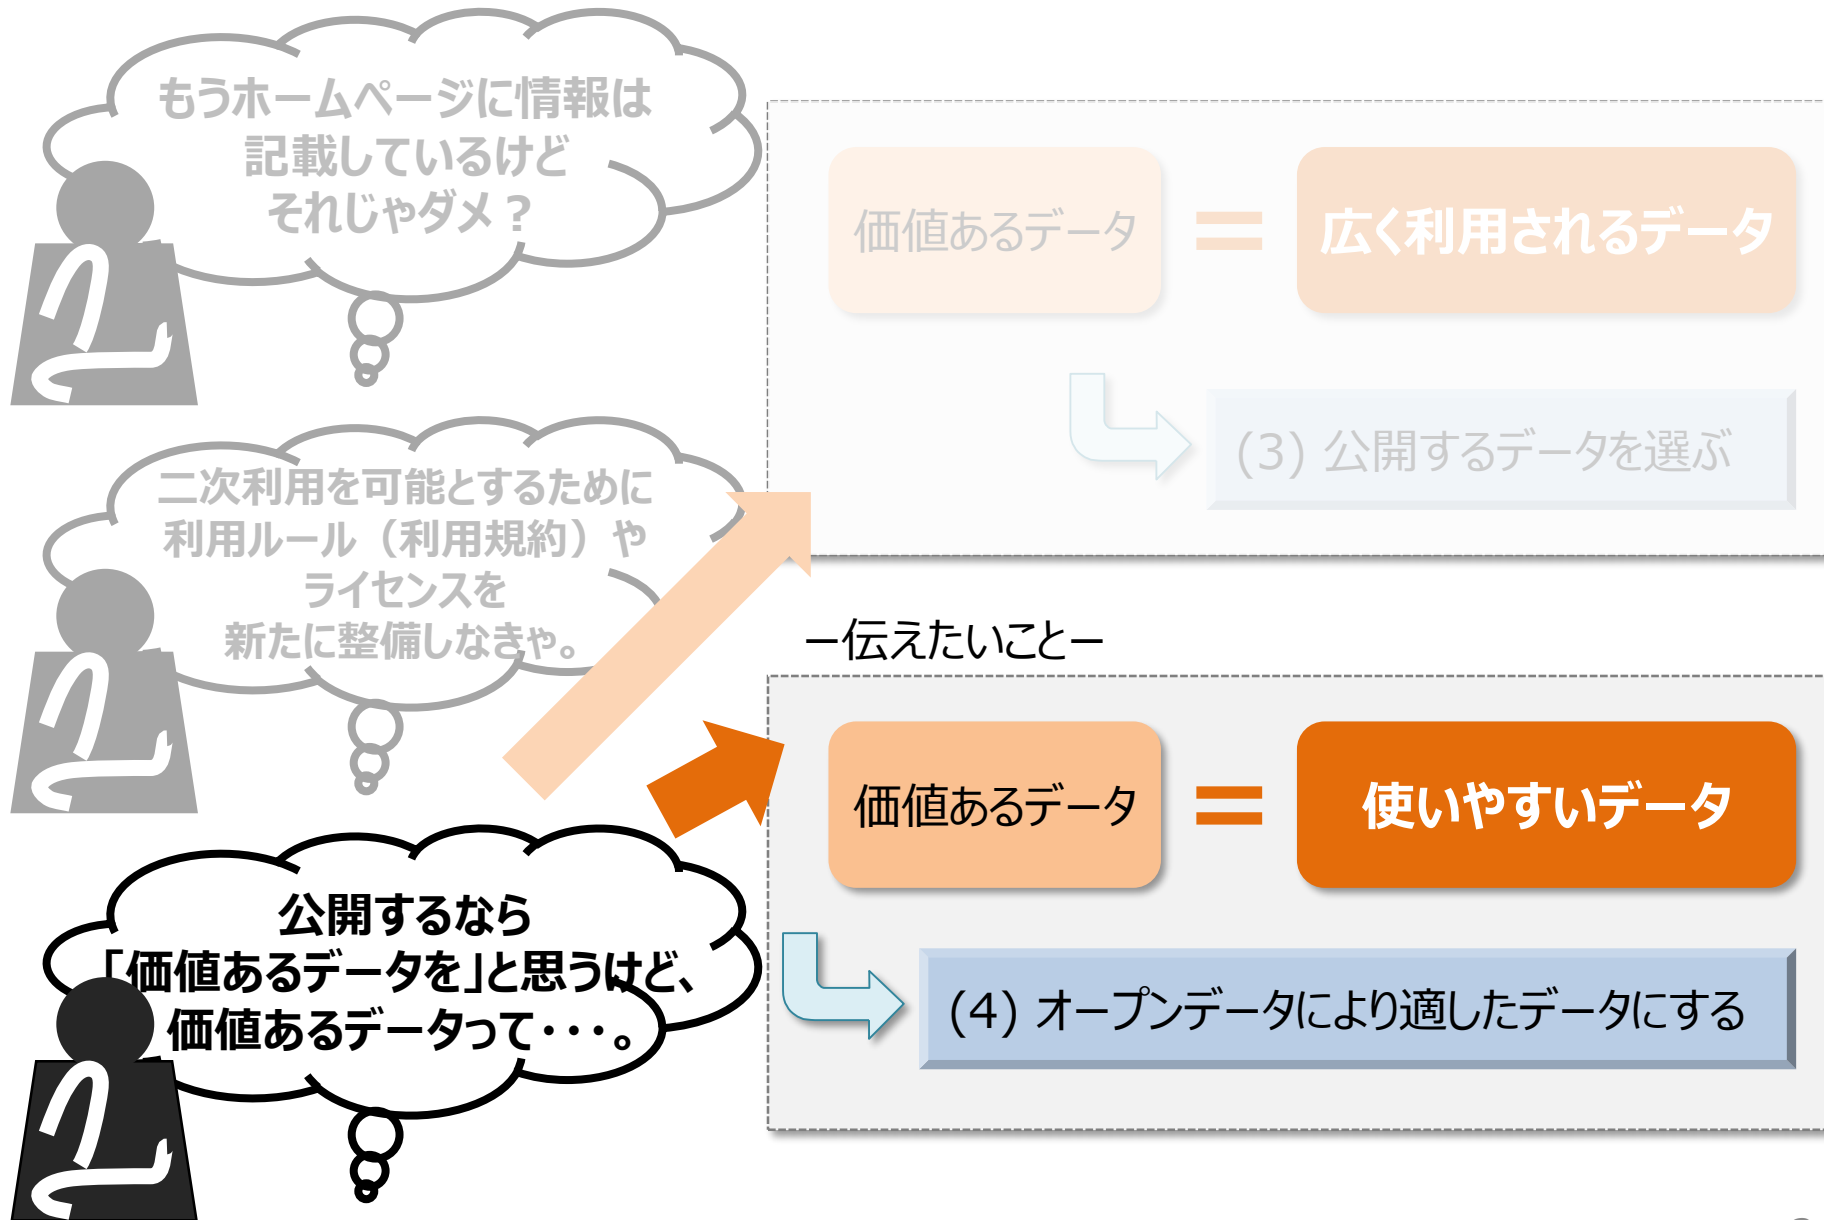 もうホームページに情報は
記載しているけど
それじゃダメ？
価値あるデータ
＝
広く利用されるデータ
(3) 公開するデータを選ぶ
二次利用を可能とするために
利用ルール（利用規約）や
ライセンスを
新たに整備しなきゃ。
ー伝えたいことー
価値あるデータ
＝
使いやすいデータ
(4) オープンデータにより適したデータにする
公開するなら
「価値あるデータを」と思うけど、
価値あるデータって・・・。